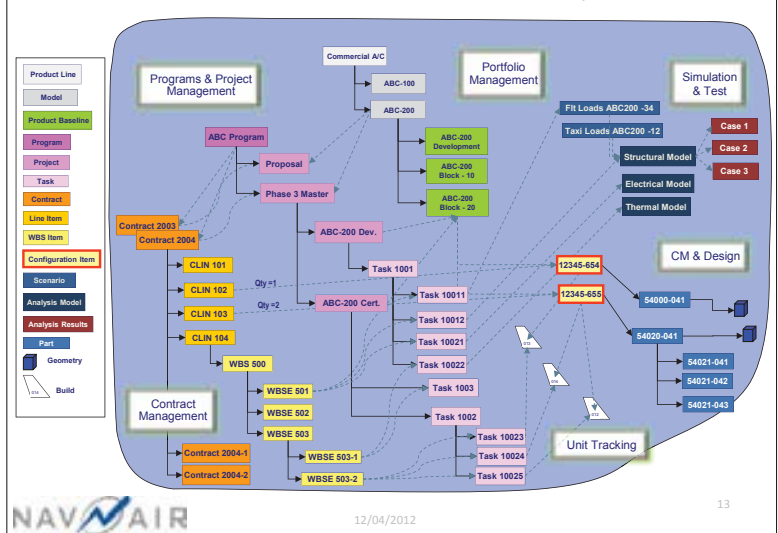 Product Line
Model
Product Baseline
Program
Project
Task
Contract
Line Item
WBS Item
Configuration Item
Scenario
Analysis Model
Analysis Results
Part
Geometry
014
Build
Programs & Project
Management
Commercial A/C
ABC-100
ABC-200
ABC-200
Development
ABC-200
Block - 10
ABC-200
Block - 20
Portfolio
Management
Simulation
& Test
Fit Loads ABC200 -34
Taxi Loads ABC200 -12
Case 1
Case 2
Case 3
Structural Model
Electrical Model
Thermal Model
ABC Program
Proposal
Phase 3 Master
Contract 2003
Contract 2004
ABC-200 Dev.
ABC-200 Cert.
CLIN 101
CLIN 102
CLIN 103
CLIN 104
Qty =1
Qty =2
Task 1001
Task 10011
Task 10012
Task 10021
Task 10022
Task 1003
Task 1002
Task 10023
Task 10024
Task 10025
WBS 500
WBSE 501
WBSE 502
WBSE 503
WBSE 503-1
WBSE 503-2
Contract
Management
Contract 2004-1
Contract 2004-2
12345-654
12345-655
CM & Design
54000-041
54020-041
54021-041
54021-042
54021-043
012
Unit Tracking
NAVAIR
12/04/2012
13